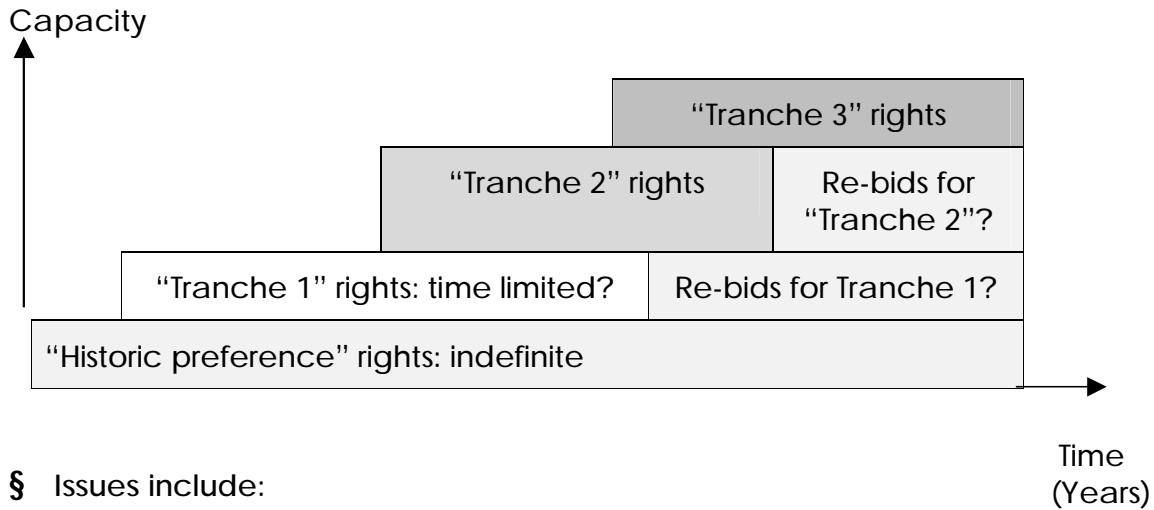 Capacity
“Tranche 3” rights
“Tranche 2” rights
Re-bids for
“Tranche 2”?
“Tranche 1” rights: time limited?
Re-bids for Tranche 1?
“Historic preference” rights: indefinite
Time
(Years)
§ Issues include: